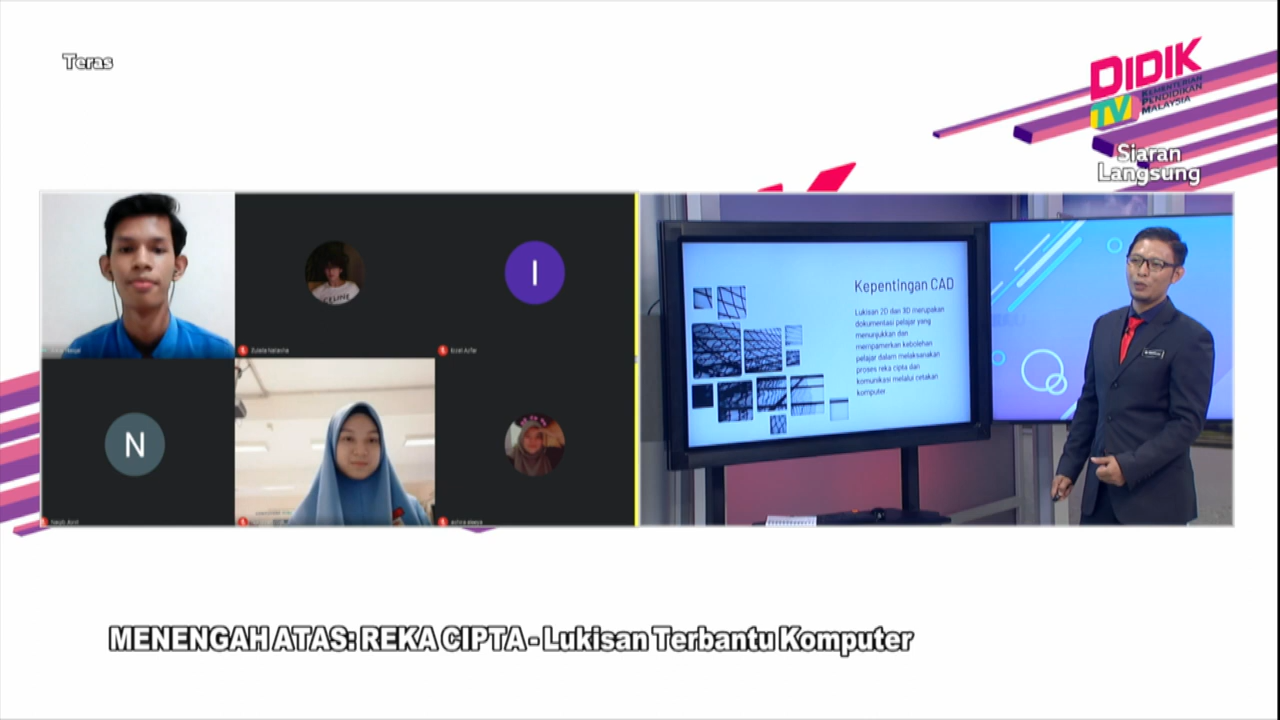 Teras
DIDIK
TV
KEMENTERIAN
PENDIDIKAN
MALAYSIA
Siaran
Langsung
CELINE
I
N
Kepentingan CAD
Lukisan 2D dan 3D merupakan
dokumentasi pelajar yang
menunjukkan dan
mempamerkan kebolehan
pelajar dalam melaksanakan
proses reka cipta dan
komunikasi melalui cetakan
komputer
MENENGAH ATAS: REKA CIPTA - Lukisan Terbantu Komputer